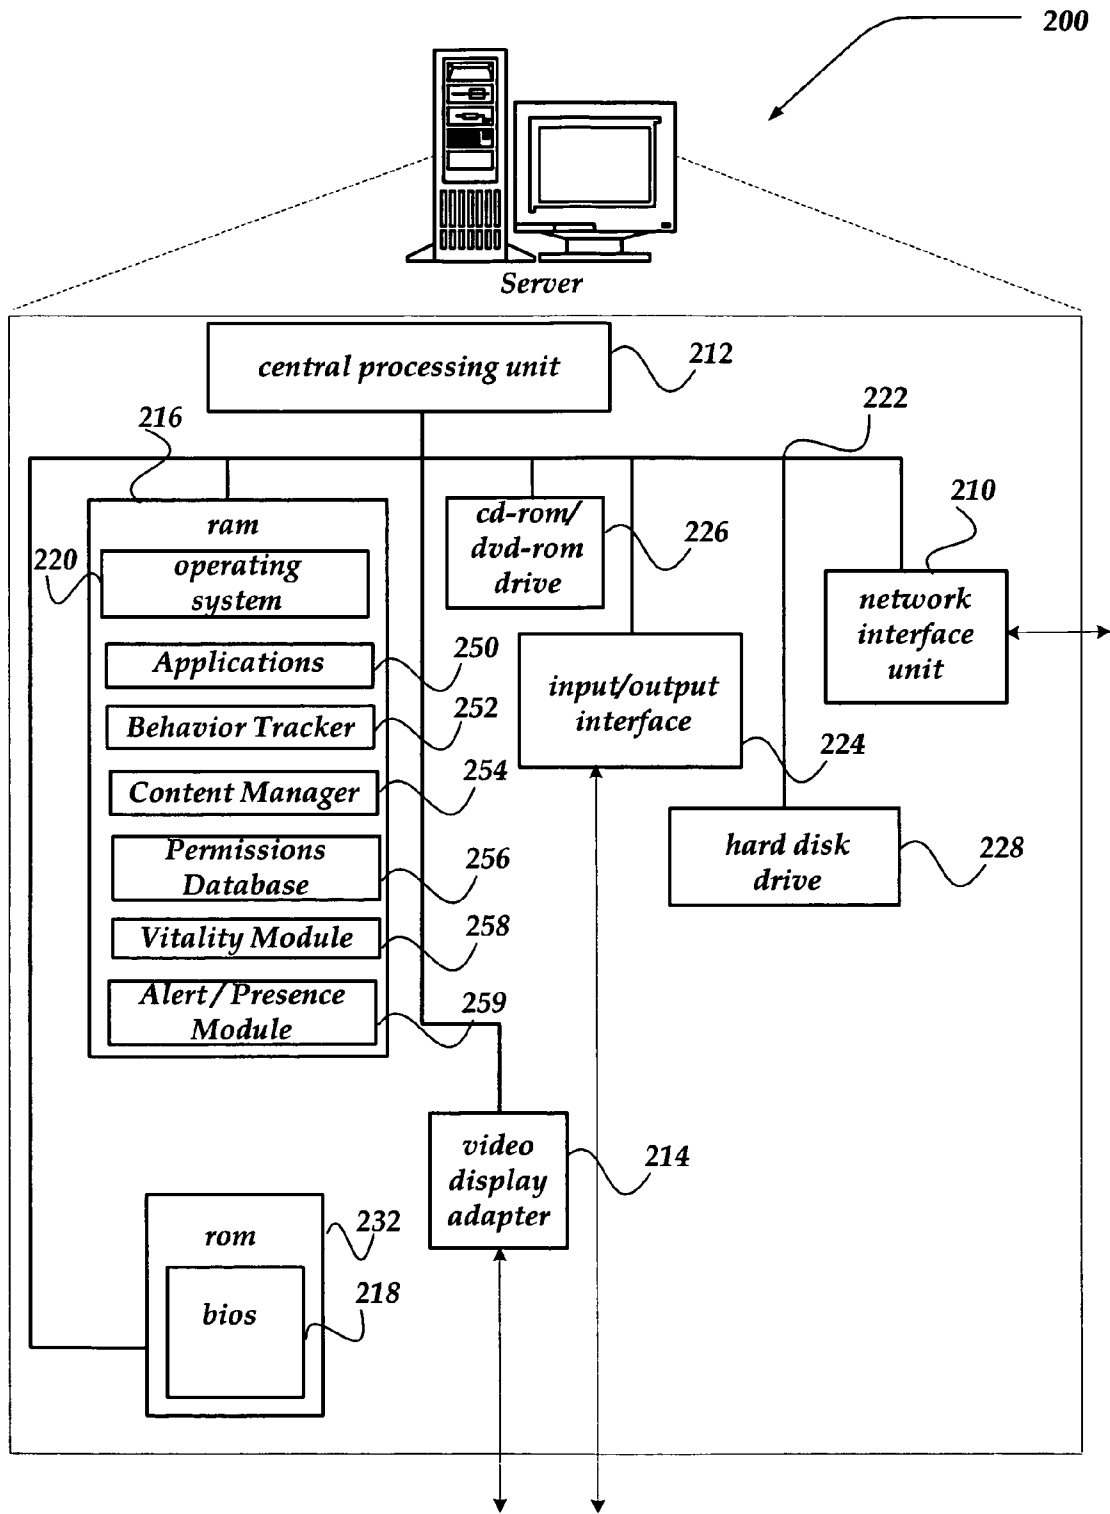 200
Server
central processing unit
212
216
222
ram
220
operating
system
cd-rom/
dvd-rom
drive
226
210
network
interface
unit
Applications
250
Behavior Tracker
252
input/output
interface
224
Content Manager
254
Permissions
Database
256
hard disk
drive
228
Vitality Module
258
Alert / Presence
Module
259
video
display
adapter
214
rom
232
bios
218